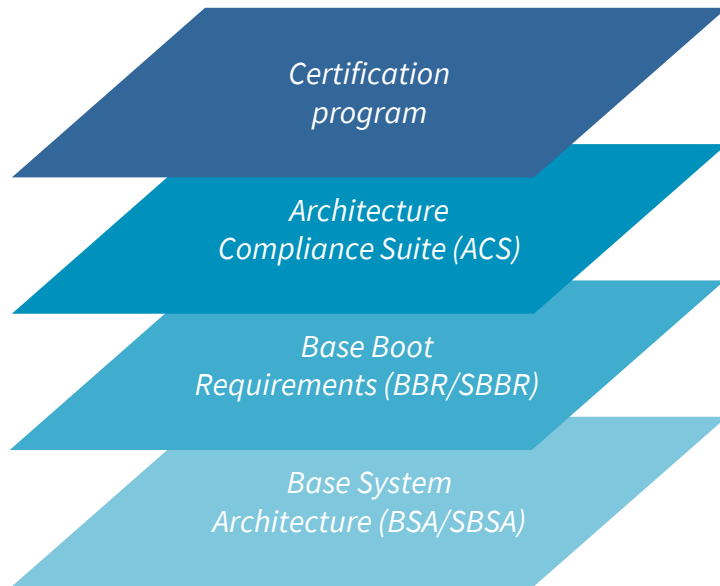 Certification
program
Architecture
Compliance Suite (ACS)
Base Boot
Requirements (BBR/SBBR)
Base System
Architecture (BSA/SBSA)